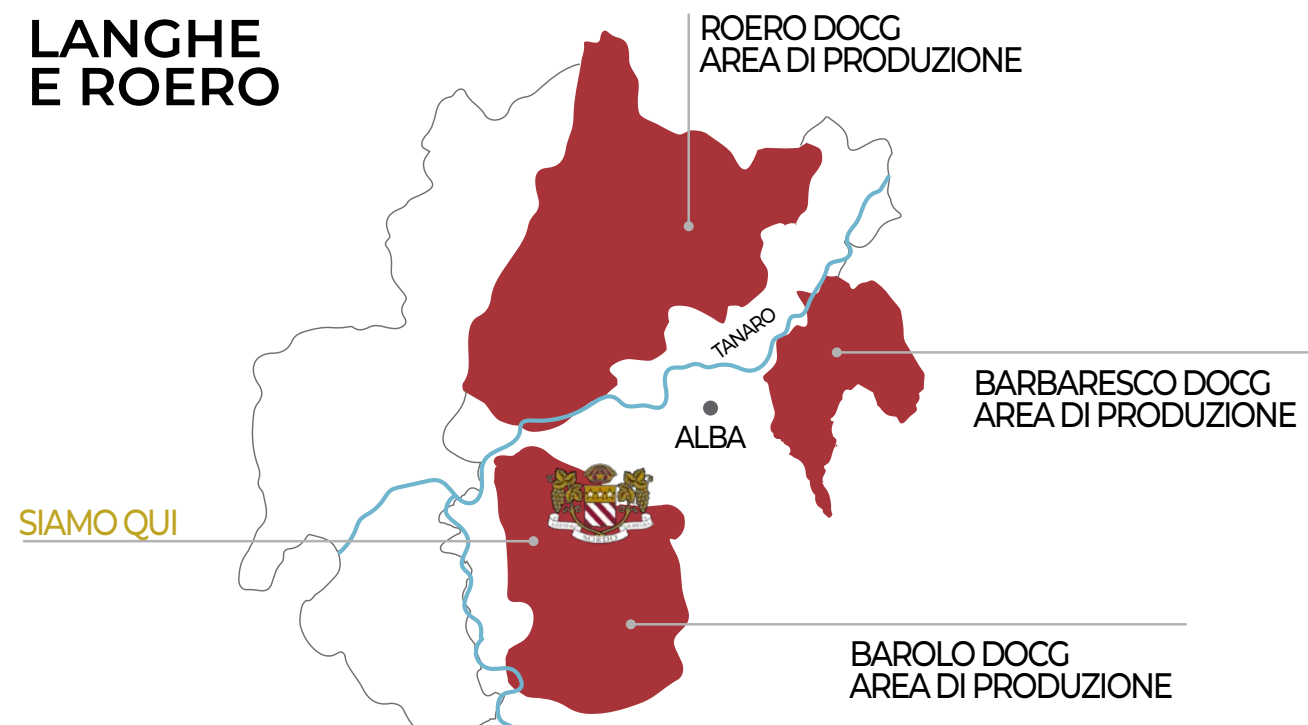 LANGHE
E ROERO
ROERO DOCG
AREA DI PRODUZIONE
TANARO
BARBARESCO DOCG
AREA DI PRODUZIONE
ALBA
SIAMO QUI
SORDO
BAROLO DOCG
AREA DI PRODUZIONE